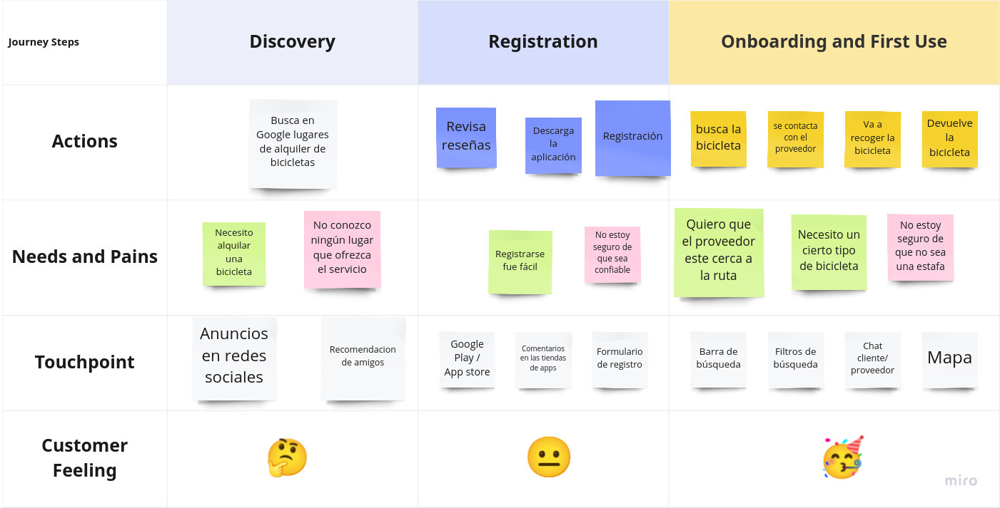 Journey Steps
Discovery
Registration
Onboarding and First Use
Actions
Busca en
Google lugares
de alquiler de
bicicletas
Revisa
reseñas
Descarga
la
aplicación
Registración
busca la
bicicleta
se contacta
con el
proveedor
Va a
recoger la
bicicleta
Devuelve
la
bicicleta
Needs and Pains
Necesito
alquilar
una
bicicleta
No conozco
ningún lugar
que ofrezca
el servicio
Registrarse
fue fácil
No estoy
seguro de
que sea
confiable
Quiero que
el proveedor
este cerca a
la ruta
Necesito un
cierto tipo
de bicicleta
No estoy
seguro de
que no sea
una estafa
Touchpoint
Anuncios
en redes
sociales
Recomendacion
de amigos
Google
Play /
App store
Comentarios
en las tiendas
de apps
Formulario
de registro
Barra de
búsqueda
Filtros de
búsqueda
Chat
cliente/
proveedor
Mapa
Customer
Feeling
miro